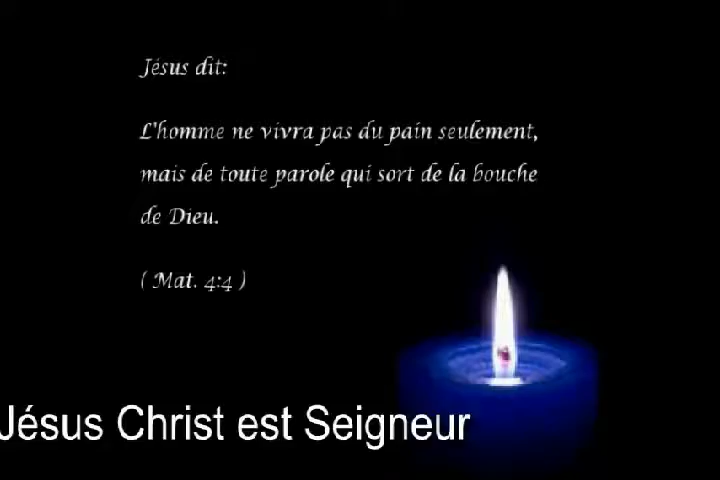 Jésus dit:
L'homme ne vivra pas du pain seulement,
mais de toute parole qui sort de la bouche
de Dieu.
( Mat. 4:4 )
Jésus Christ est Seigneur